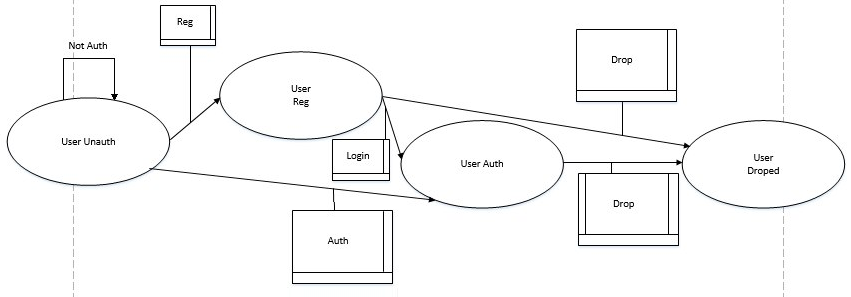 Reg
Not Auth
Drop
User
Reg
User Unauth
Login
User Auth
User
Droped
Drop
Auth